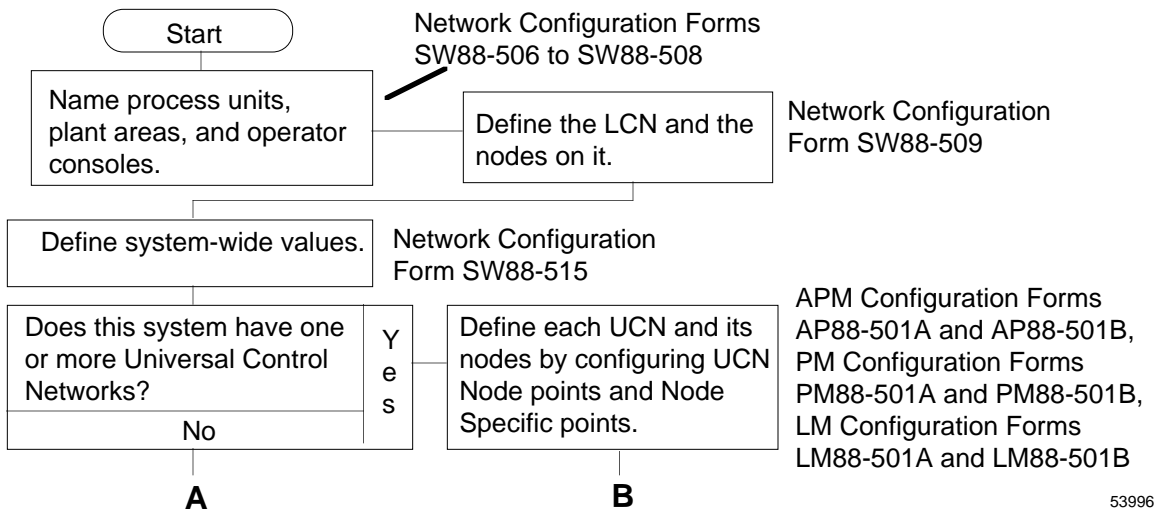 Start
Network Configuration Forms
SW88-506 to SW88-508
Name process units,
plant areas, and operator
consoles.
Define the LCN and the
nodes on it.
Network Configuration
Form SW88-509
Define system-wide values.
Network Configuration
Form SW88-515
Does this system have one
or more Universal Control
Networks?
Y
e
s
No
Define each UCN and its
nodes by configuring UCN
Node points and Node
Specific points.
APM Configuration Forms
AP88-501A and AP88-501B,
PM Configuration Forms
PM88-501A and PM88-501B,
LM Configuration Forms
LM88-501A and LM88-501B
A
B
53996